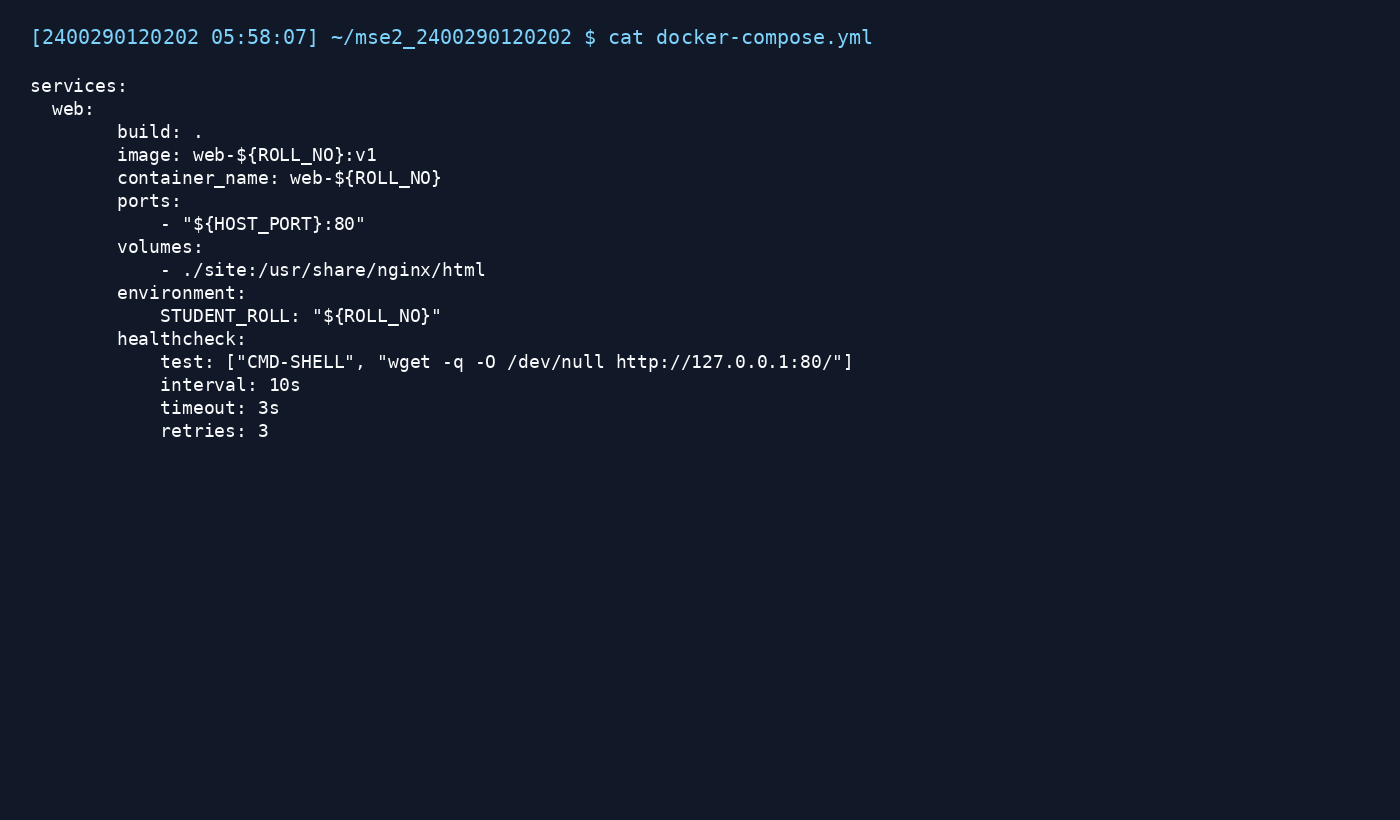 [2400290120202 05:58:07] ~/mse2_2400290120202 $ cat docker-compose.yml
services:
  web:
        build: .
        image: web-${ROLL_NO}:v1
        container_name: web-${ROLL_NO}
        ports:
            - "${HOST_PORT}:80"
        volumes:
            - ./site:/usr/share/nginx/html
        environment:
            STUDENT_ROLL: "${ROLL_NO}"
        healthcheck:
            test: ["CMD-SHELL", "wget -q -O /dev/null http://127.0.0.1:80/"]
            interval: 10s
            timeout: 3s
            retries: 3